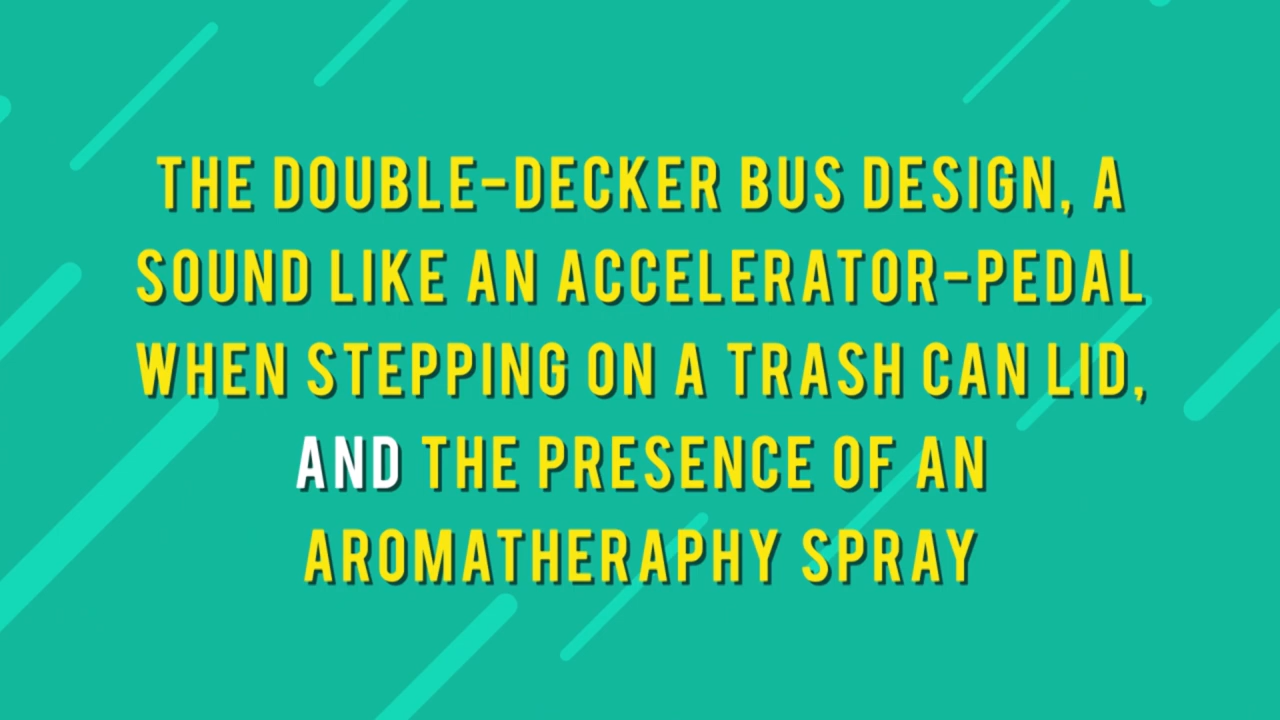 THE DOUBLE-DECKER BUS DESIGN, A
SOUND LIKE AN ACCELERATOR-PEDAL
WHEN STEPPING ON A TRASH CAN LID,
AND THE PRESENCE OF AN
AROMATHERAPHY SPRAY